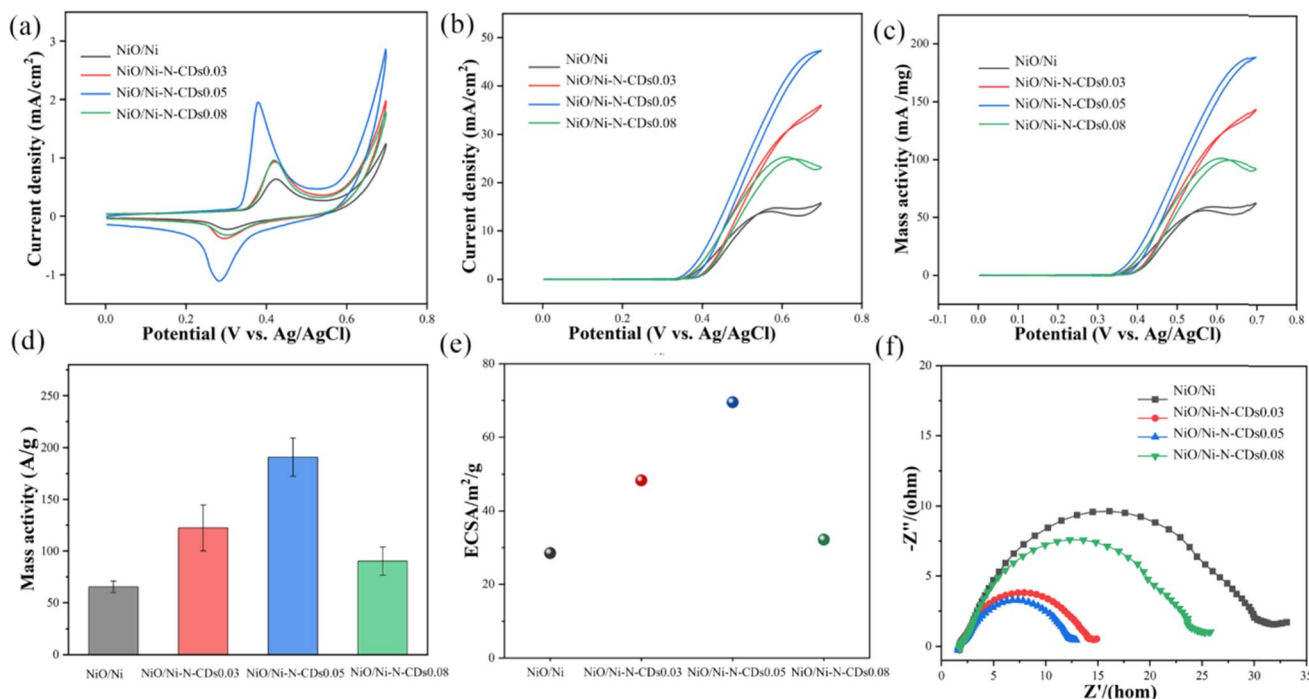 (a)
Current density (mA/cm²)
3
2
1
0
-1
NiO/Ni
NiO/Ni-N-CDs0.03
NiO/Ni-N-CDs0.05
NiO/Ni-N-CDs0.08
0.0 0.2 0.4 0.6 0.8
Potential (V vs. Ag/AgCl)
(b)
Current density (mA/cm²)
50
40
30
20
10
0
NiO/Ni
NiO/Ni-N-CDs0.03
NiO/Ni-N-CDs0.05
NiO/Ni-N-CDs0.08
0.0 0.2 0.4 0.6 0.8
Potential (V vs. Ag/AgCl)
(c)
Mass activity (mA /mg)
200
150
100
50
0
NiO/Ni
NiO/Ni-N-CDs0.03
NiO/Ni-N-CDs0.05
NiO/Ni-N-CDs0.08
-0.1 0.0 0.1 0.2 0.3 0.4 0.5 0.6 0.7 0.8
Potential (V vs. Ag/AgCl)
(d)
Mass activity (A/g)
250
200
150
100
50
0
NiO/Ni NiO/Ni-N-CDs0.03 NiO/Ni-N-CDs0.05 NiO/Ni-N-CDs0.08
(e)
ECSA/m²/g
80
60
40
20
0
NiO/Ni NiO/Ni-N-CDs0.03 NiO/Ni-N-CDs0.05 NiO/Ni-N-CDs0.08
(f)
-Z''/(ohm)
20
15
10
5
0
NiO/Ni
NiO/Ni-N-CDs0.03
NiO/Ni-N-CDs0.05
NiO/Ni-N-CDs0.08
0 5 10 15 20 25 30 35
Z'/(hom)